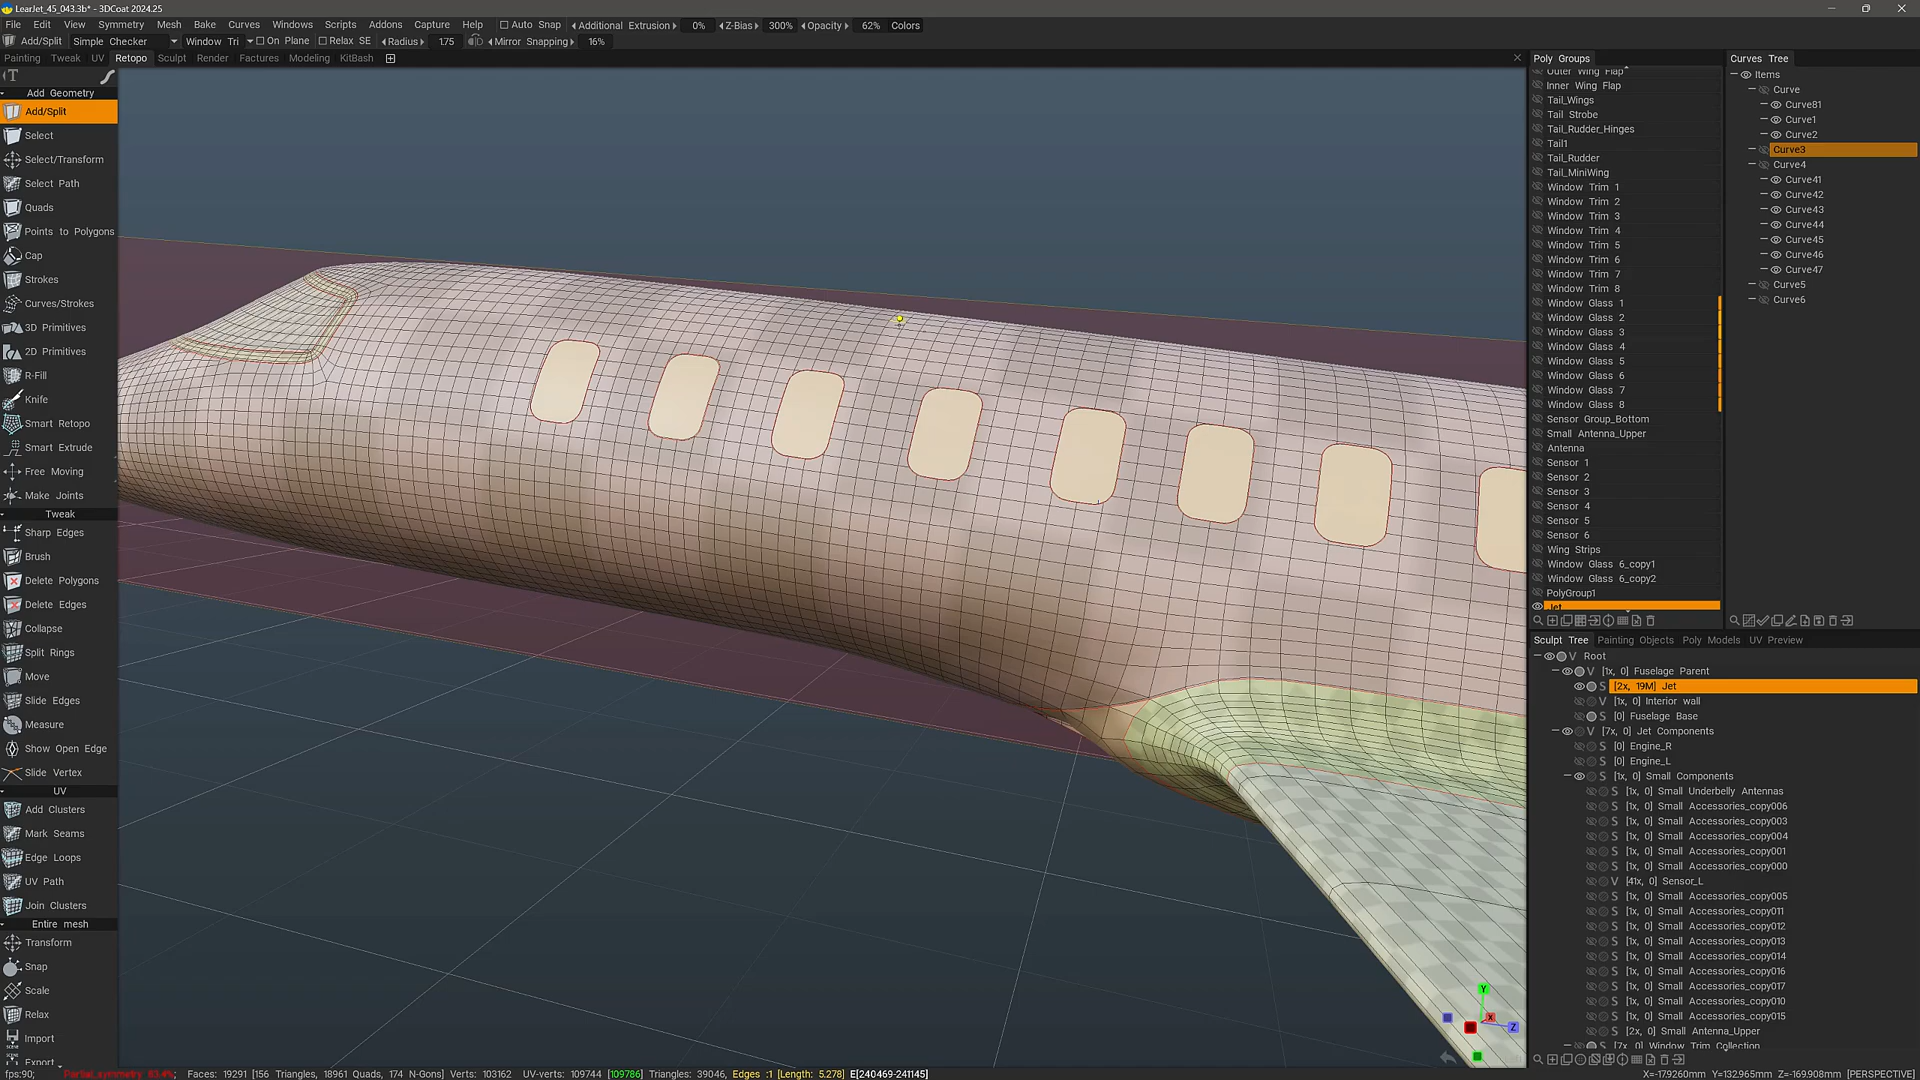 LearJet_45_043.3b* - 3DCoat 2024.25
File Edit View Symmetry Mesh Bake Curves Windows Scripts Addons Capture Help Auto Snap Additional Extrusion 0% Z-Bias 300% Opacity 62% Colors
Add/Split Simple Checker Window Tri On Plane Relax SE Radius 1.75 Mirror Snapping 16%
Painting Tweak UV Retopo Sculpt Render Factures Modeling KitBash
Add Geometry
Add/Split
Select
Select/Transform
Select Path
Quads
Points to Polygons
Cap
Strokes
Curves/Strokes
3D Primitives
2D Primitives
R-Fill
Knife
Smart Retopo
Smart Extrude
Free Moving
Make Joints
Tweak
Sharp Edges
Brush
Delete Polygons
Delete Edges
Collapse
Split Rings
Move
Slide Edges
Measure
Show Open Edge
Slide Vertex
UV
Add Clusters
Mark Seams
Edge Loops
UV Path
Join Clusters
Entire mesh
Transform
Snap
Scale
Relax
Import
Export
Poly Groups
Outer Wing Flap
Inner Wing Flap
Tail_Wings
Tail Strobe
Tail_Rudder_Hinges
Tail1
Tail_Rudder
Tail_MiniWing
Window Trim 1
Window Trim 2
Window Trim 3
Window Trim 4
Window Trim 5
Window Trim 6
Window Trim 7
Window Trim 8
Window Glass 1
Window Glass 2
Window Glass 3
Window Glass 4
Window Glass 5
Window Glass 6
Window Glass 7
Window Glass 8
Sensor Group_Bottom
Small Antenna_Upper
Antenna
Sensor 1
Sensor 2
Sensor 3
Sensor 4
Sensor 5
Sensor 6
Wing Strips
Window Glass 6_copy1
Window Glass 6_copy2
PolyGroup1
Jet
Curves Tree
Items
Curve
Curve81
Curve1
Curve2
Curve3
Curve4
Curve41
Curve42
Curve43
Curve44
Curve45
Curve46
Curve47
Curve5
Curve6
Sculpt Tree Painting Objects Poly Models UV Preview
V Root
V [1x, 0] Fuselage Parent
S [2x, 19M] Jet
V [1x, 0] Interior wall
S [0] Fuselage Base
V [7x, 0] Jet Components
S [0] Engine_R
S [0] Engine_L
S [1x, 0] Small Components
S [1x, 0] Small Underbelly Antennas
S [1x, 0] Small Accessories_copy006
S [1x, 0] Small Accessories_copy003
S [1x, 0] Small Accessories_copy004
S [1x, 0] Small Accessories_copy001
S [1x, 0] Small Accessories_copy000
V [41x, 0] Sensor_L
S [1x, 0] Small Accessories_copy005
S [1x, 0] Small Accessories_copy011
S [1x, 0] Small Accessories_copy012
S [1x, 0] Small Accessories_copy013
S [1x, 0] Small Accessories_copy014
S [1x, 0] Small Accessories_copy016
S [1x, 0] Small Accessories_copy017
S [1x, 0] Small Accessories_copy010
S [1x, 0] Small Accessories_copy015
S [2x, 0] Small Antenna_Upper
V [7x, 0] Window Trim Collection
Y
X
Z
fps:90; Partial symmetry 83.4%; Faces: 19291 [156 Triangles, 18961 Quads, 174 N-Gons] Verts: 103162 UV-verts: 109744 [109786] Triangles: 39046, Edges :1 [Length: 5.278] E[240469-241145] X=-17.9260mm Y=132.965mm Z=-169.908mm [PERSPECTIVE]